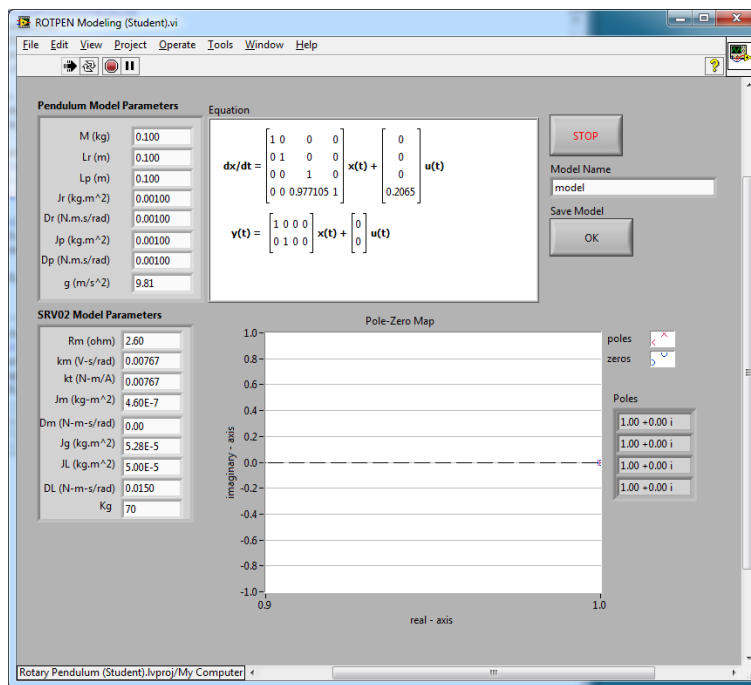 ROTPEN Modeling (Student).vi
File Edit View Project Operate Tools Window Help
Pendulum Model Parameters
M (kg) 0.100
Lr (m) 0.100
Lp (m) 0.100
Jr (kg.m^2) 0.00100
Dr (N.m.s/rad) 0.00100
Jp (kg.m^2) 0.00100
Dp (N.m.s/rad) 0.00100
g (m/s^2) 9.81
Equation
dx/dt = [1 0 0 0
0 1 0 0
0 0 1 0
0 0 0.977105 1] x(t) + [0
0
0
0.2065] u(t)
y(t) = [1 0 0 0
0 1 0 0] x(t) + [0
0] u(t)
STOP
Model Name
model
Save Model
OK
SRV02 Model Parameters
Rm (ohm) 2.60
km (V-s/rad) 0.00767
kt (N-m/A) 0.00767
Jm (kg-m^2) 4.60E-7
Dm (N-m-s/rad) 0.00
Jg (kg.m^2) 5.28E-5
JL (kg.m^2) 5.00E-5
DL (N-m-s/rad) 0.0150
Kg 70
Pole-Zero Map
imaginary - axis
1.0
0.8
0.6
0.4
0.2
0.0
-0.2
-0.4
-0.6
-0.8
-1.0
0.9 1.0
real - axis
poles
zeros
Poles
1.00 +0.00 i
1.00 +0.00 i
1.00 +0.00 i
1.00 +0.00 i
Rotary Pendulum (Student).lvproj/My Computer